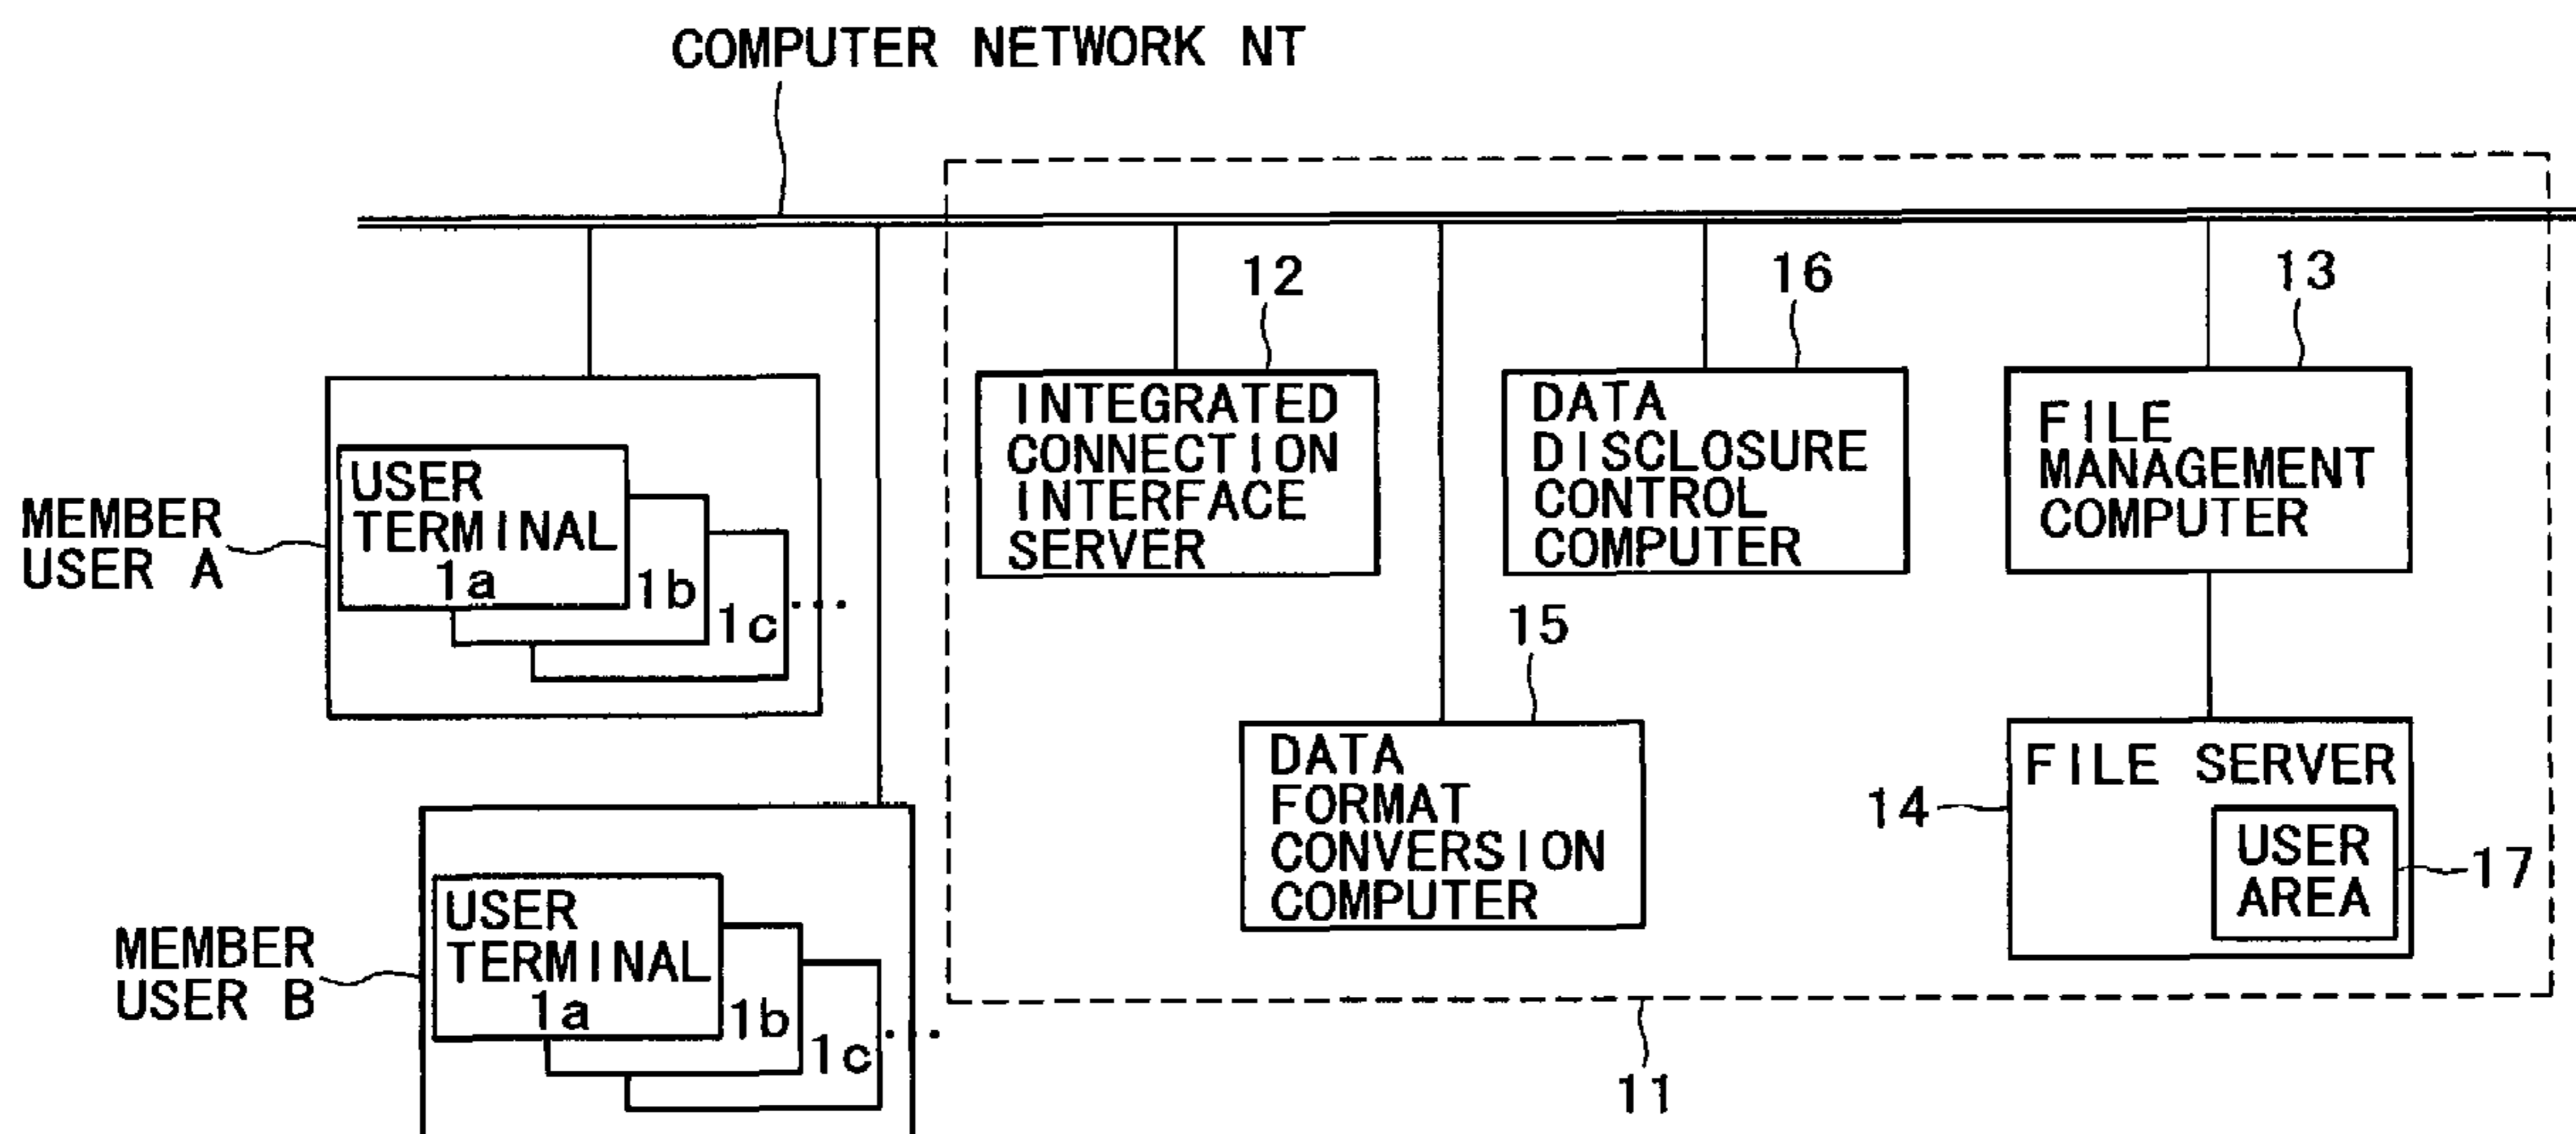 COMPUTER NETWORK NT
12
16
13
INTEGRATED
CONNECTION
INTERFACE
SERVER
DATA
DISCLOSURE
CONTROL
COMPUTER
FILE
MANAGEMENT
COMPUTER
MEMBER
USER A
USER
TERMINAL
1a
1b
1c
...
15
DATA
FORMAT
CONVERSION
COMPUTER
14
FILE SERVER
USER
AREA
17
MEMBER
USER B
USER
TERMINAL
1a
1b
1c
...
11